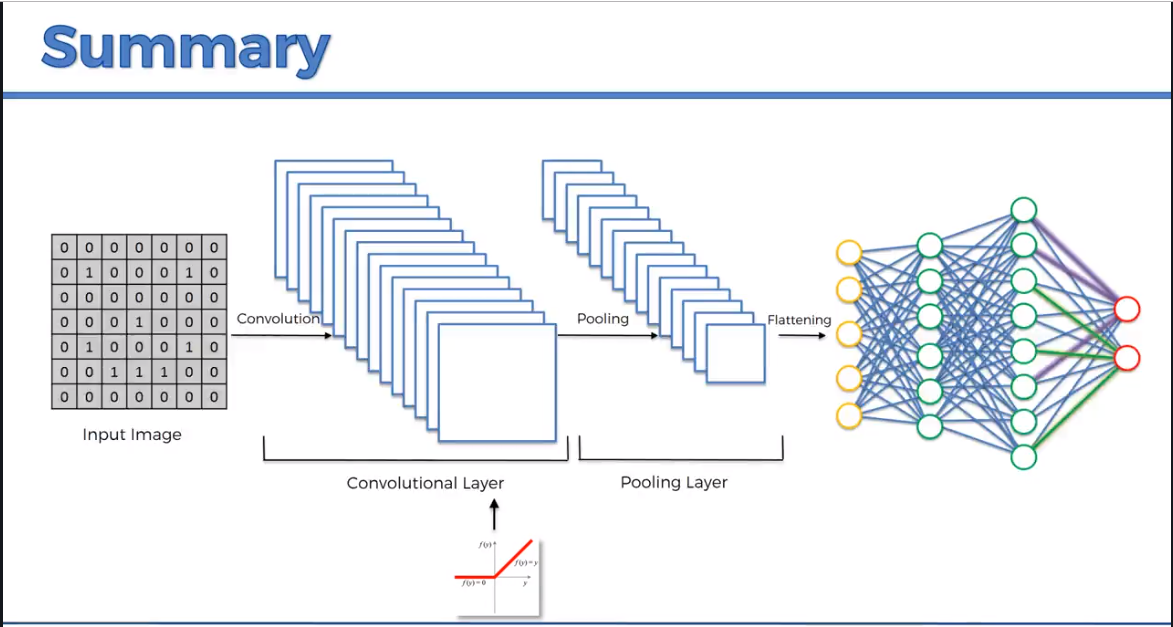 Summary
0 0 0 0 0 0 0
0 1 0 0 0 1 0
0 0 0 0 0 0 0
0 0 0 1 0 0 0
0 1 0 0 0 1 0
0 0 1 1 1 0 0
0 0 0 0 0 0 0
Input Image
Convolution
Convolutional Layer
f(y)
f(y)=y
f(y)=0
y
Pooling
Pooling Layer
Flattening